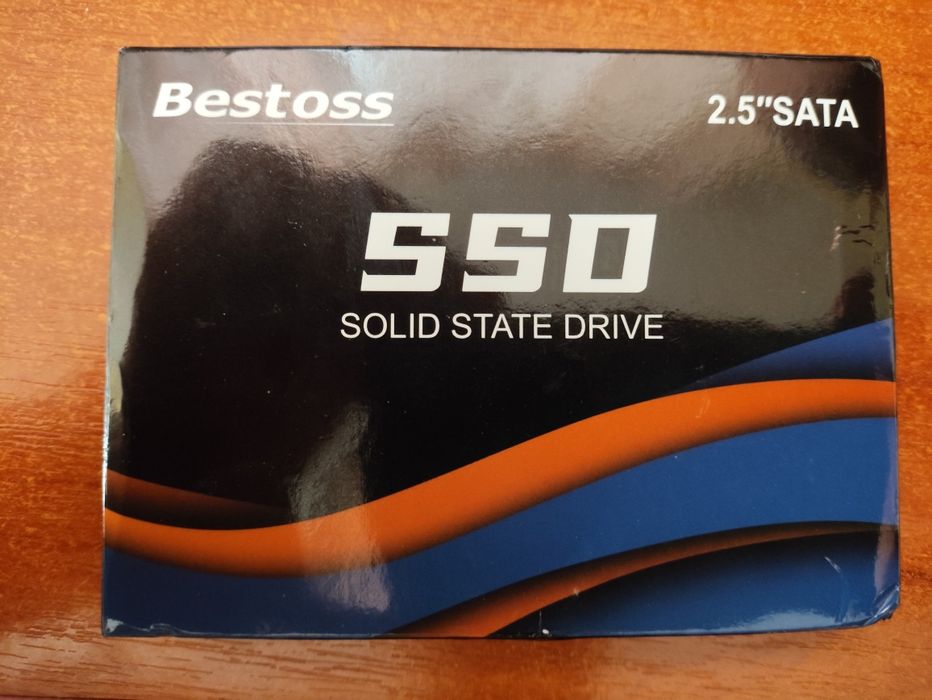 Bestoss
2.5"SATA
SSD
SOLID STATE DRIVE